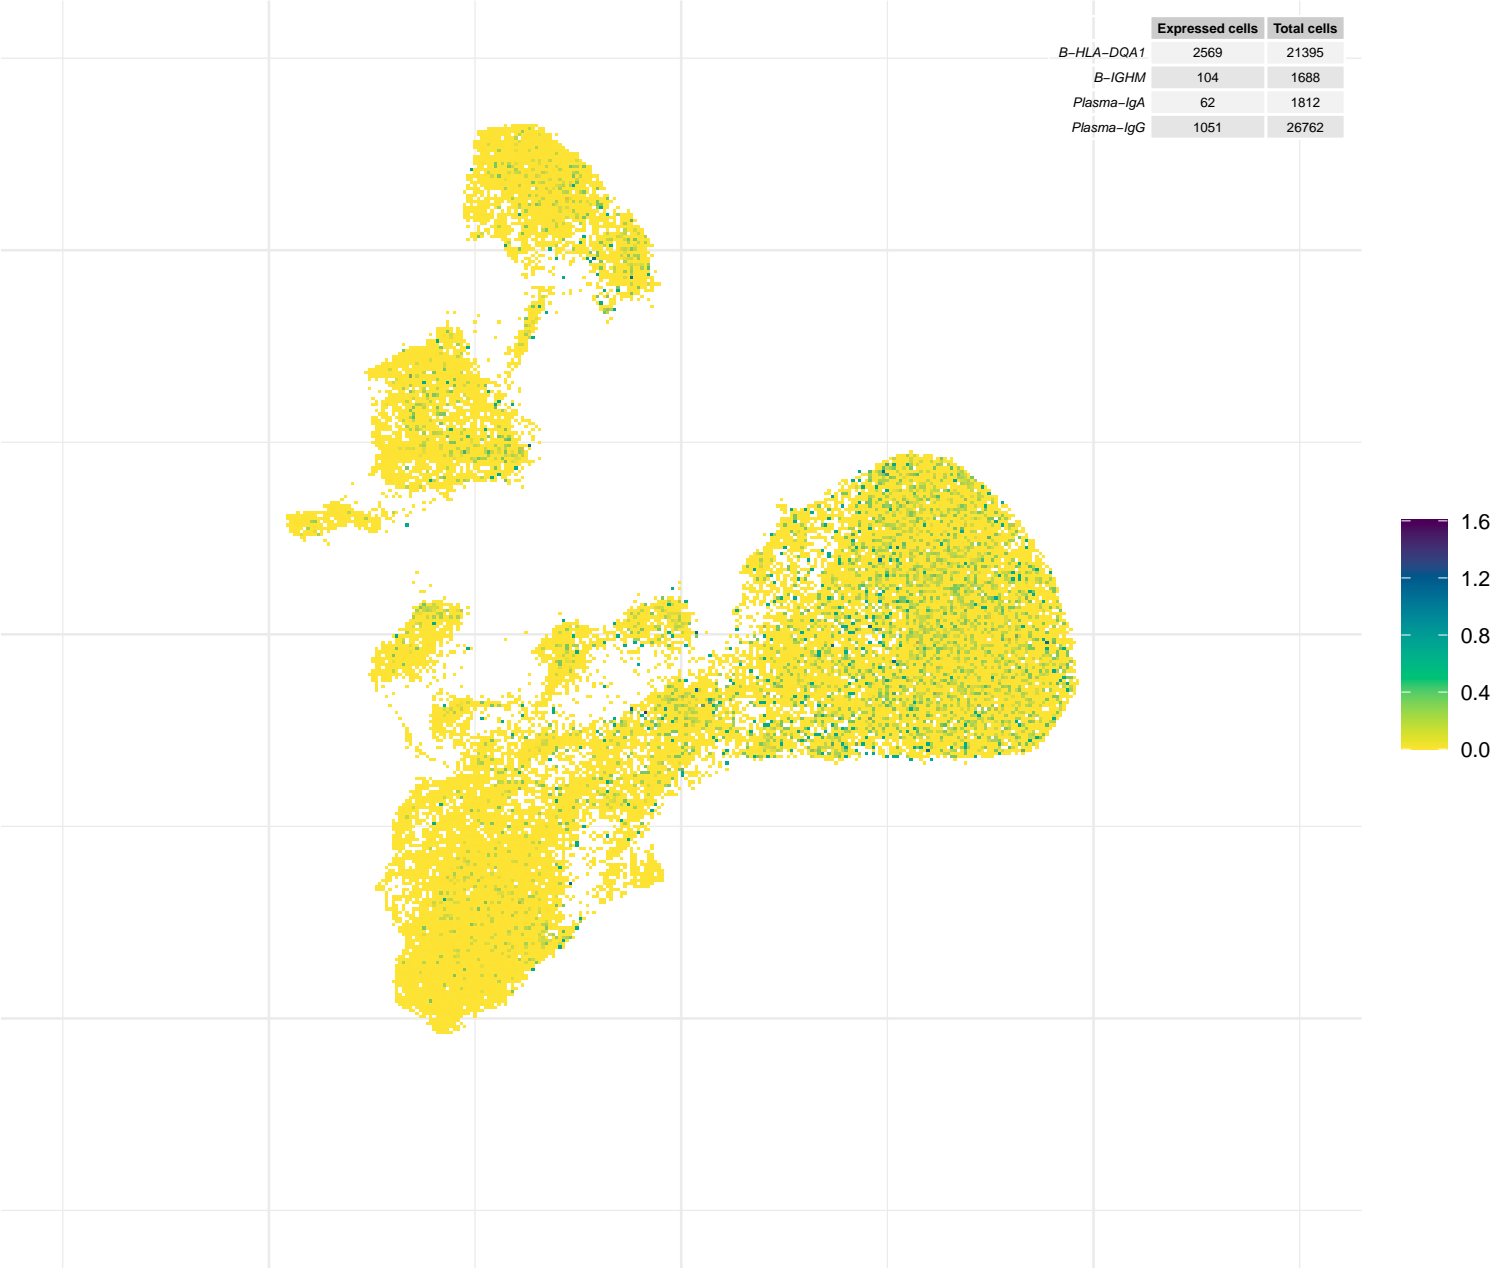 Expressed cells Total cells
B−HLA−DQA1 2569 21395
B−IGHM 104 1688
Plasma−IgA 62 1812
Plasma−IgG 1051 26762
1.6
1.2
0.8
0.4
0.0